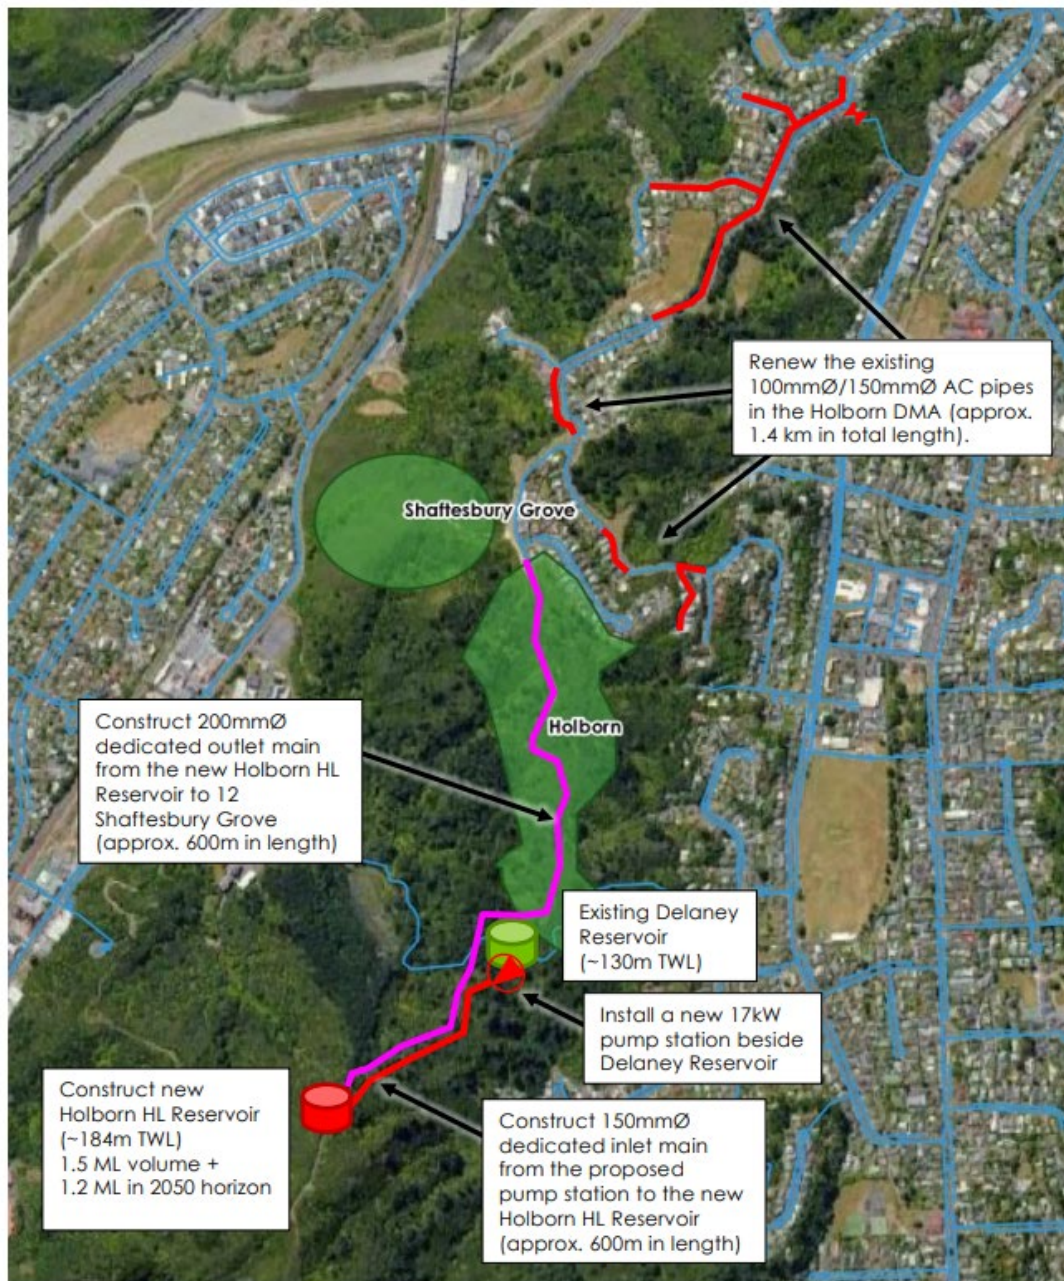 Renew the existing
100mmØ/150mmØ AC pipes
in the Holborn DMA (approx.
1.4 km in total length).
Shaftesbury Grove
Construct 200mmØ
dedicated outlet main
from the new Holborn HL
Reservoir to 12
Shaftesbury Grove
(approx. 600m in length)
Holborn
Existing Delaney
Reservoir
(~130m TWL)
Install a new 17kW
pump station beside
Delaney Reservoir
Construct new
Holborn HL Reservoir
(~184m TWL)
1.5 ML volume +
1.2 ML in 2050 horizon
Construct 150mmØ
dedicated inlet main
from the proposed
pump station to the new
Holborn HL Reservoir
(approx. 600m in length)